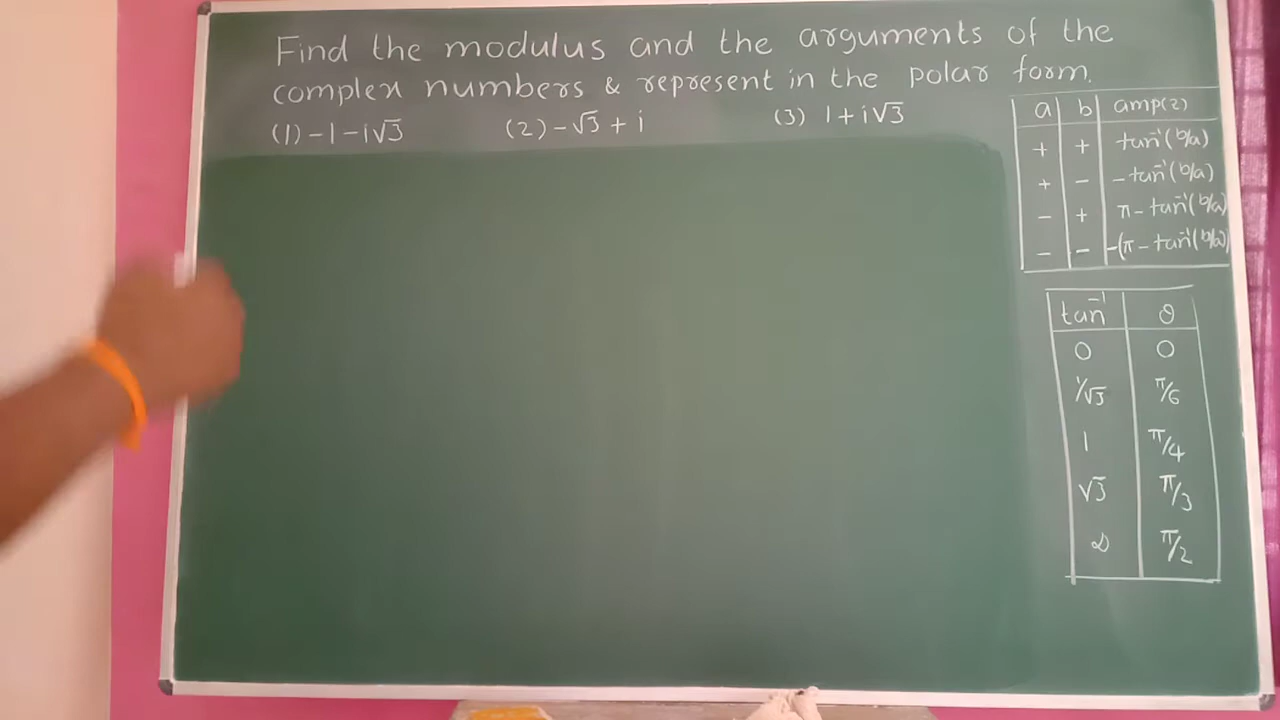 Find the modulus and the arguments of the
complex numbers & represent in the polar form.
(1) -1-i√3 (2) -√3 + i (3) 1+i√3
a b amp(z)
+ + tan⁻¹(b/a)
+ - -tan⁻¹(b/a)
- + π-tan⁻¹(b/a)
- - -(π-tan⁻¹(b/a)
tan⁻¹ θ
0 0
1/√3 π/6
1 π/4
√3 π/3
∞ π/2